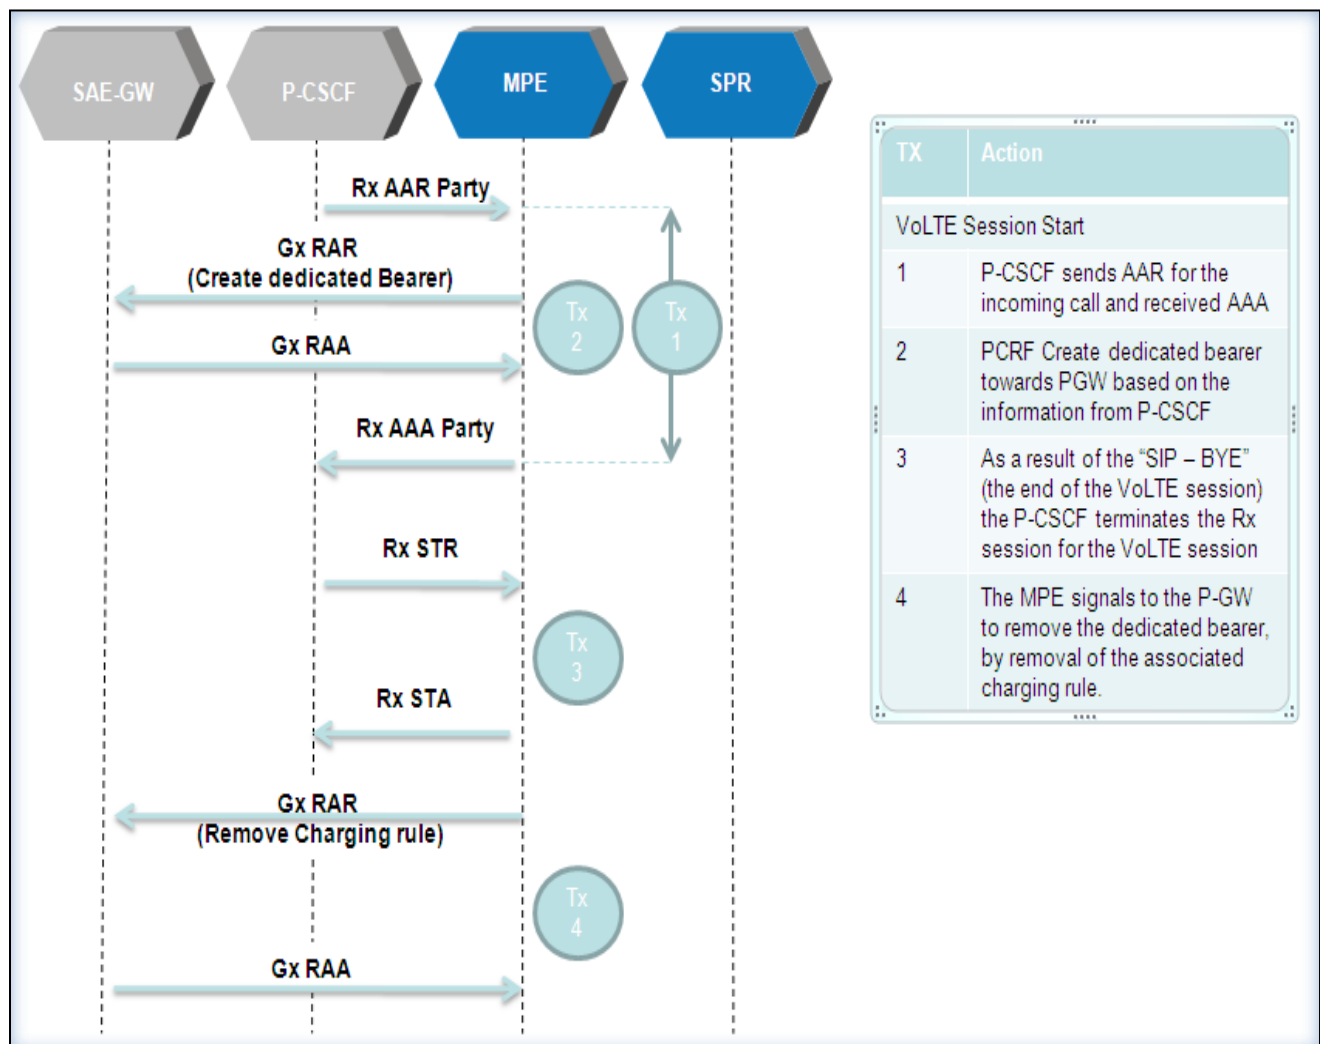 SAE-GW
P-CSCF
MPE
SPR
Rx AAR Party
Gx RAR
(Create dedicated Bearer)
Tx
2
Tx
1
Gx RAA
Rx AAA Party
Rx STR
Tx
3
Rx STA
Gx RAR
(Remove Charging rule)
Tx
4
Gx RAA
TX Action
VoLTE Session Start
1 P-CSCF sends AAR for the
incoming call and received AAA
2 PCRF Create dedicated bearer
towards PGW based on the
information from P-CSCF
3 As a result of the “SIP – BYE”
(the end of the VoLTE session)
the P-CSCF terminates the Rx
session for the VoLTE session
4 The MPE signals to the P-GW
to remove the dedicated bearer,
by removal of the associated
charging rule.